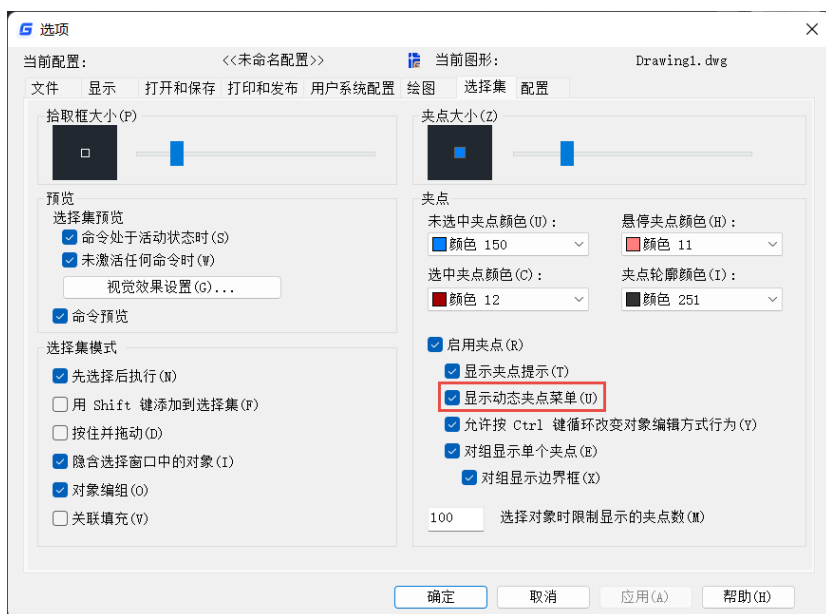 选项
当前配置: <<未命名配置>> 当前图形: Drawing1.dwg
文件 显示 打开和保存 打印和发布 用户系统配置 绘图 选择集 配置
拾取框大小(P)
夹点大小(Z)
预览
选择集预览
命令处于活动状态时(S)
未激活任何命令时(W)
视觉效果设置(G)...
命令预览
选择集模式
先选择后执行(N)
用 Shift 键添加到选择集(F)
按住并拖动(D)
隐含选择窗口中的对象(I)
对象编组(O)
关联填充(V)
夹点
未选中夹点颜色(U): 悬停夹点颜色(H):
颜色 150 颜色 11
选中夹点颜色(C): 夹点轮廓颜色(I):
颜色 12 颜色 251
启用夹点(R)
显示夹点提示(T)
显示动态夹点菜单(U)
允许按 Ctrl 键循环改变对象编辑方式行为(Y)
对组显示单个夹点(E)
对组显示边界框(X)
100 选择对象时限制显示的夹点数(M)
确定 取消 应用(A) 帮助(H)